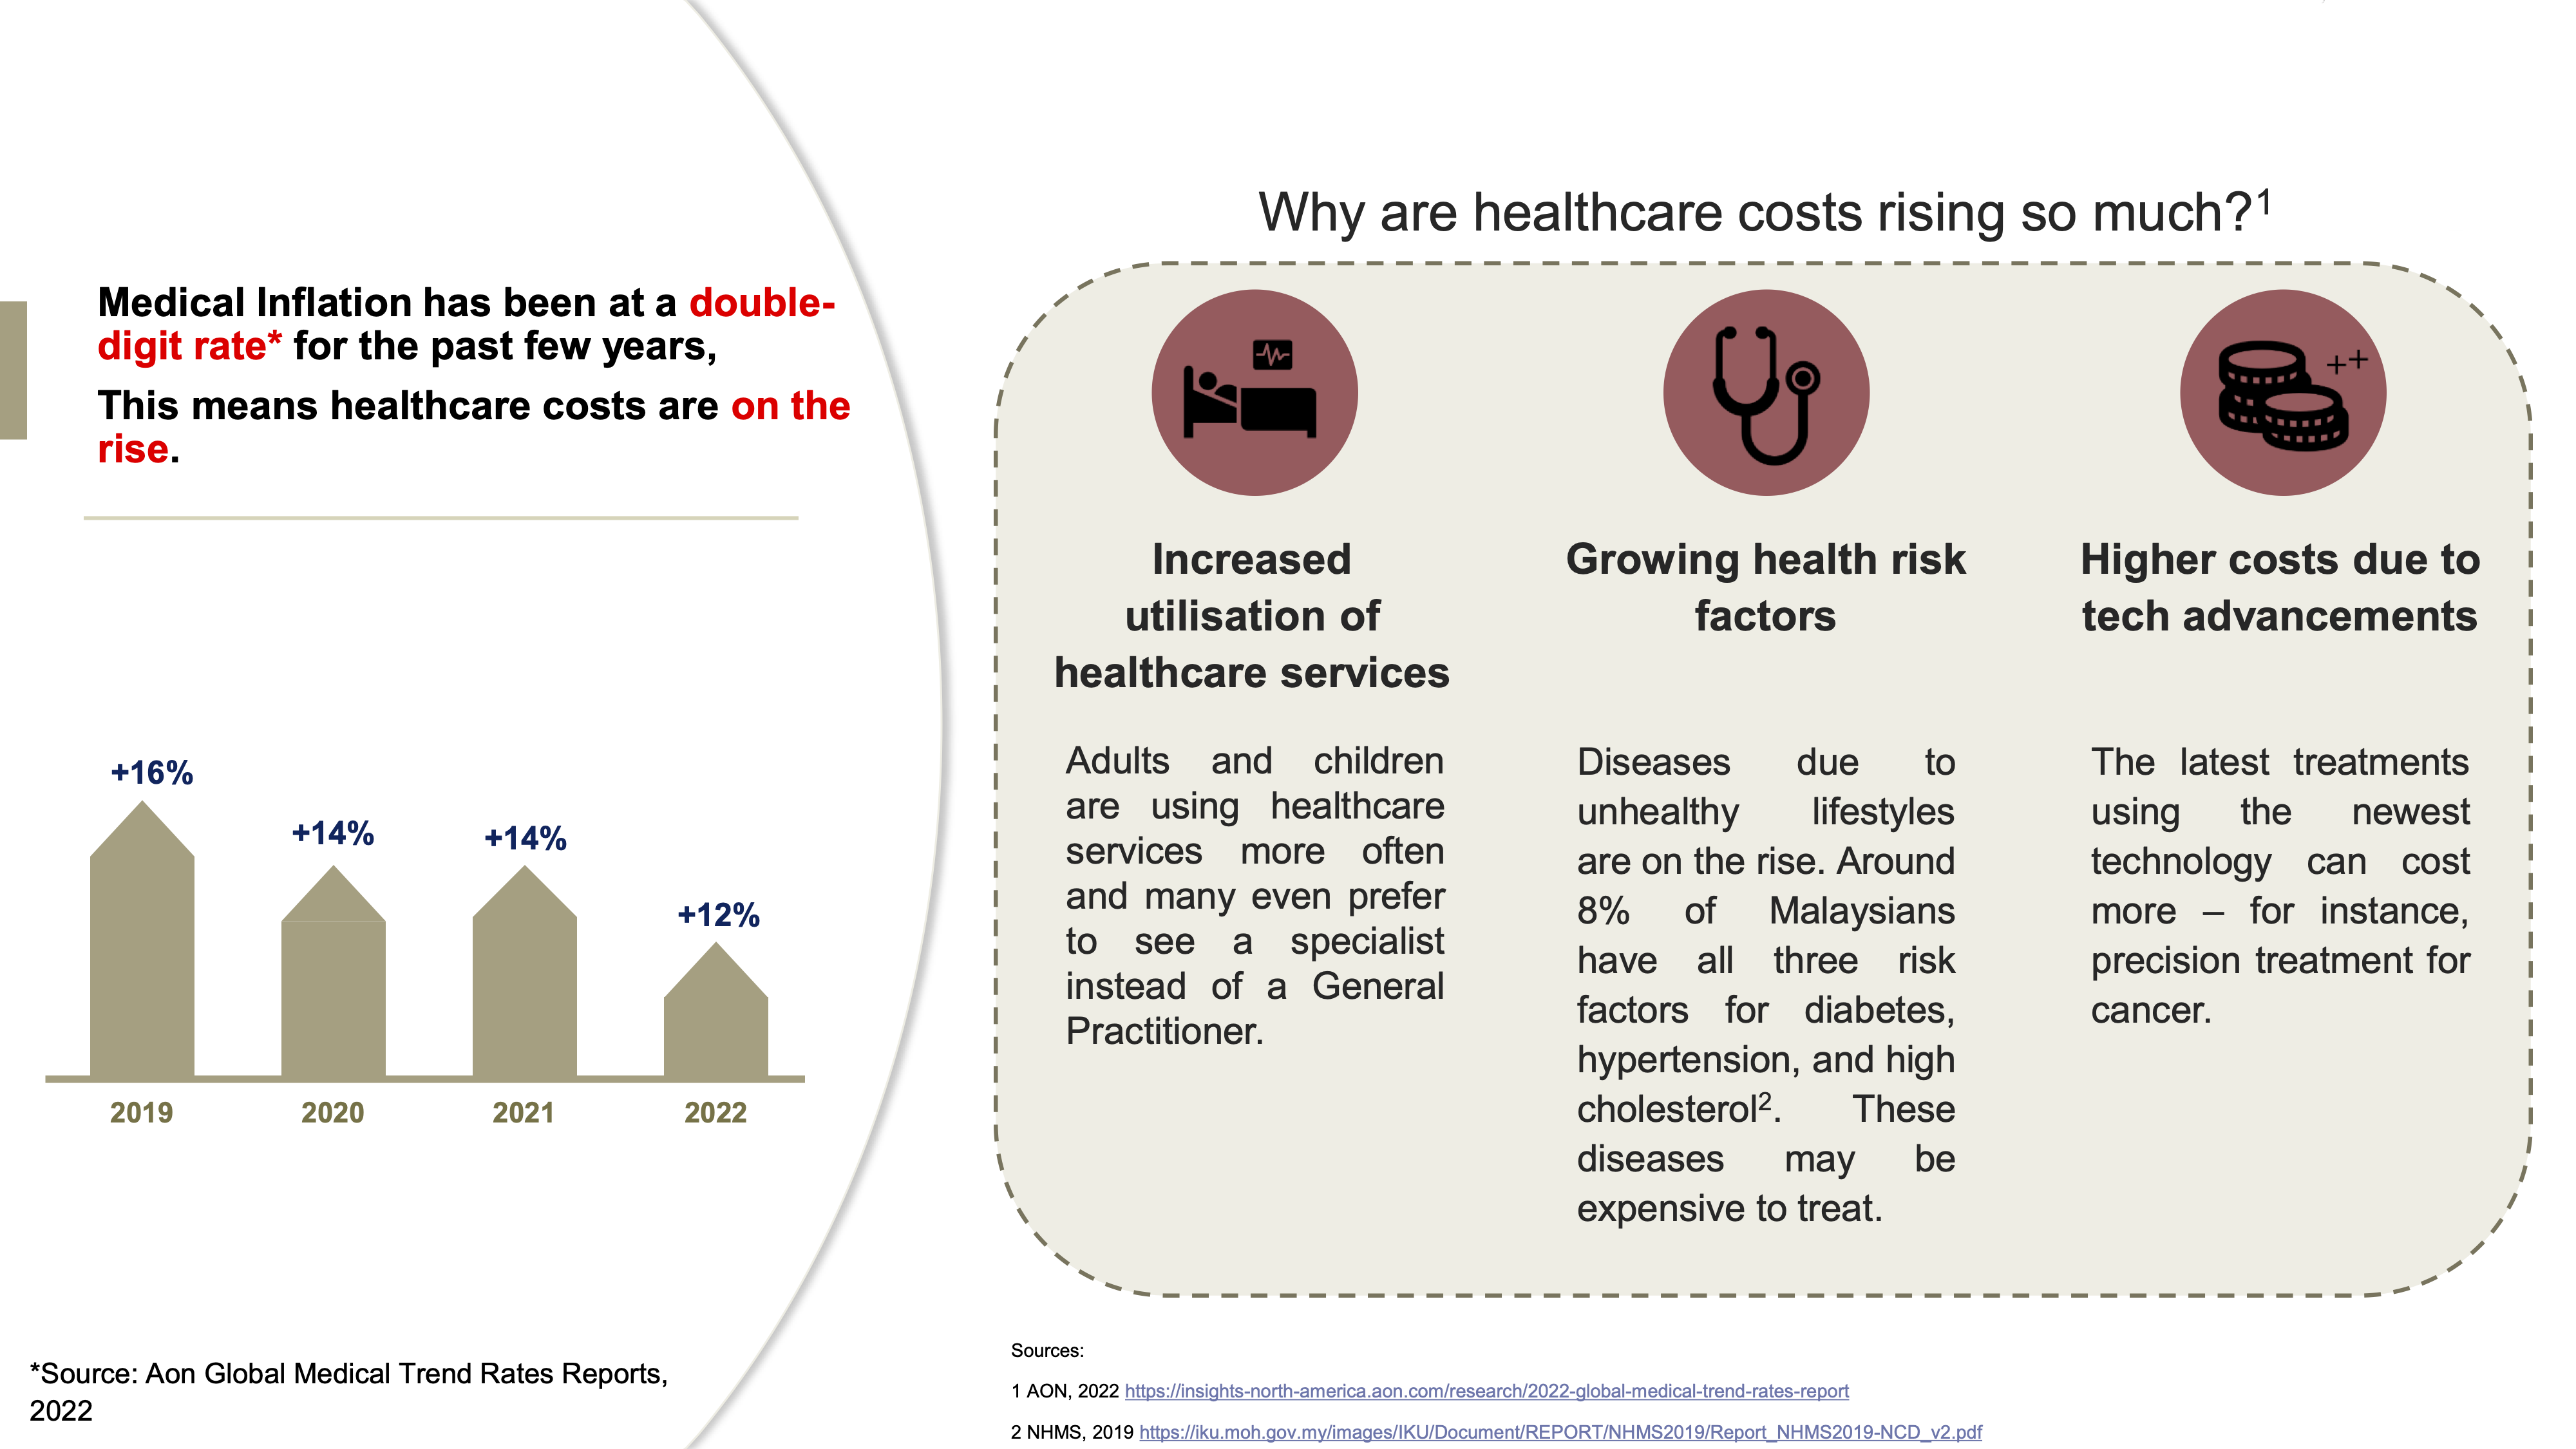 Medical Inflation has been at a double-
digit rate* for the past few years,
This means healthcare costs are on the
rise.
+16%
+14%
+14%
+12%
2019
2020
2021
2022
*Source: Aon Global Medical Trend Rates Reports,
2022
Why are healthcare costs rising so much?¹
++
Increased
utilisation of
healthcare services
Adults and children
are using healthcare
services more often
and many even prefer
to see a specialist
instead of a General
Practitioner.
Growing health risk
factors
Diseases due to
unhealthy lifestyles
are on the rise. Around
8% of Malaysians
have all three risk
factors for diabetes,
hypertension, and high
cholesterol². These
diseases may be
expensive to treat.
Higher costs due to
tech advancements
The latest treatments
using the newest
technology can cost
more – for instance,
precision treatment for
cancer.
Sources:
1 AON, 2022 https://insights-north-america.aon.com/research/2022-global-medical-trend-rates-report
2 NHMS, 2019 https://iku.moh.gov.my/images/IKU/Document/REPORT/NHMS2019/Report_NHMS2019-NCD_v2.pdf